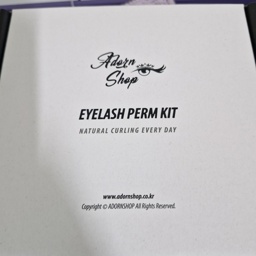 Adorn
Shop
EYELASH PERM KIT
NATURAL CURLING EVERY DAY
www.adornshop.co.kr
Copyright © ADORNSHOP All Rights Reserved.